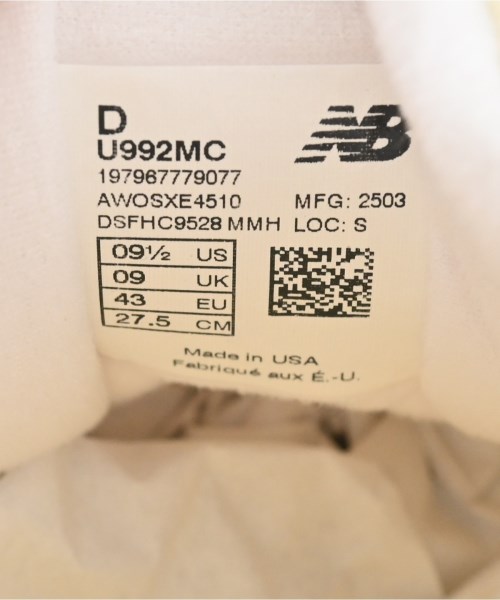 D
NB
U992MC
197967779077
AWOSXE4510 MFG: 2503
DSFHC9528 MMH LOC: S
09½ US
09 UK
43 EU
27.5 CM
Made in USA
Fabriqué aux É.-U.